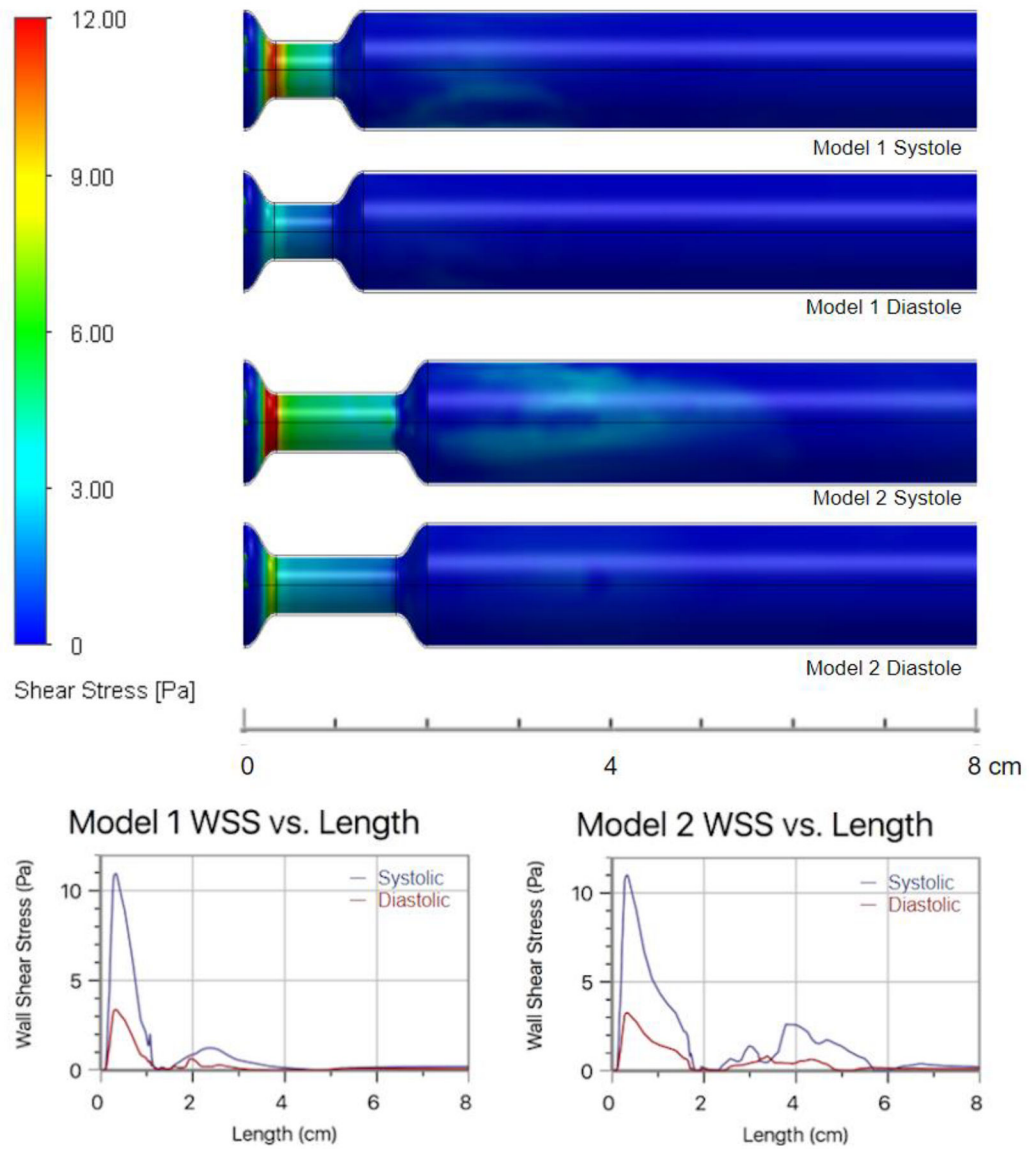 12.00
9.00
6.00
3.00
0
Shear Stress [Pa]
Model 1 Systole
Model 1 Diastole
Model 2 Systole
Model 2 Diastole
0 4 8 cm
Model 1 WSS vs. Length
Wall Shear Stress (Pa)
10
5
0
Systolic
Diastolic
0 2 4 6 8
Length (cm)
Model 2 WSS vs. Length
Wall Shear Stress (Pa)
10
5
0
Systolic
Diastolic
0 2 4 6 8
Length (cm)